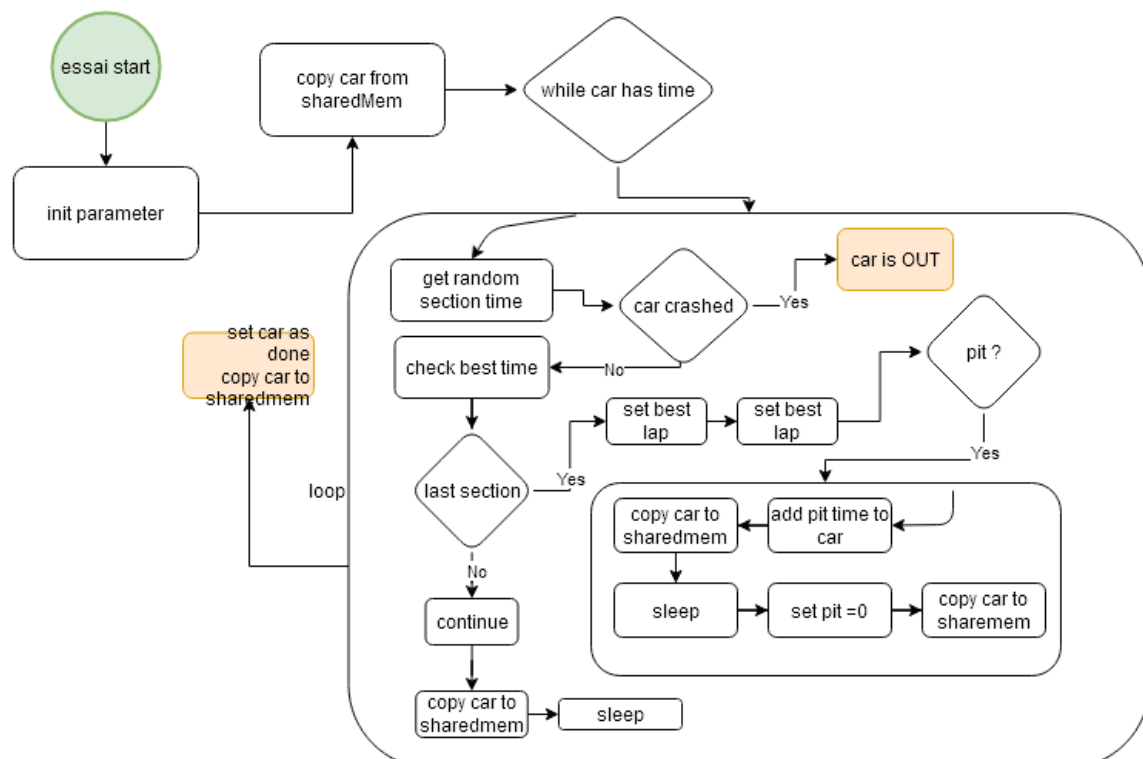 essai start
init parameter
copy car from
sharedMem
while car has time
get random
section time
car crashed
Yes
car is OUT
No
check best time
set car as
done
copy car to
sharedmem
loop
last section
Yes
set best
lap
set best
lap
pit ?
Yes
add pit time to
car
copy car to
sharedmem
sleep
set pit =0
copy car to
sharemem
No
continue
copy car to
sharedmem
sleep